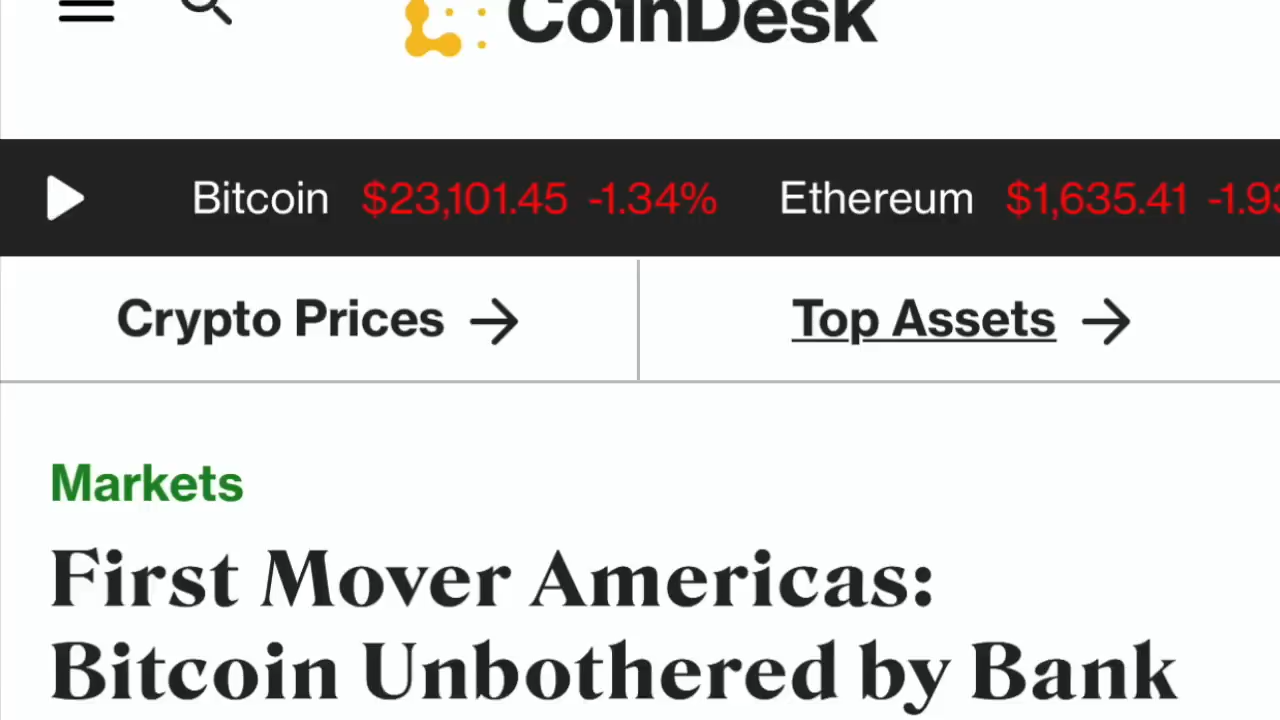 CoinDesk
Bitcoin $23,101.45 -1.34% Ethereum $1,635.41
Crypto Prices Top Assets
Markets
First Mover Americas:
Bitcoin Unbothered by Bank